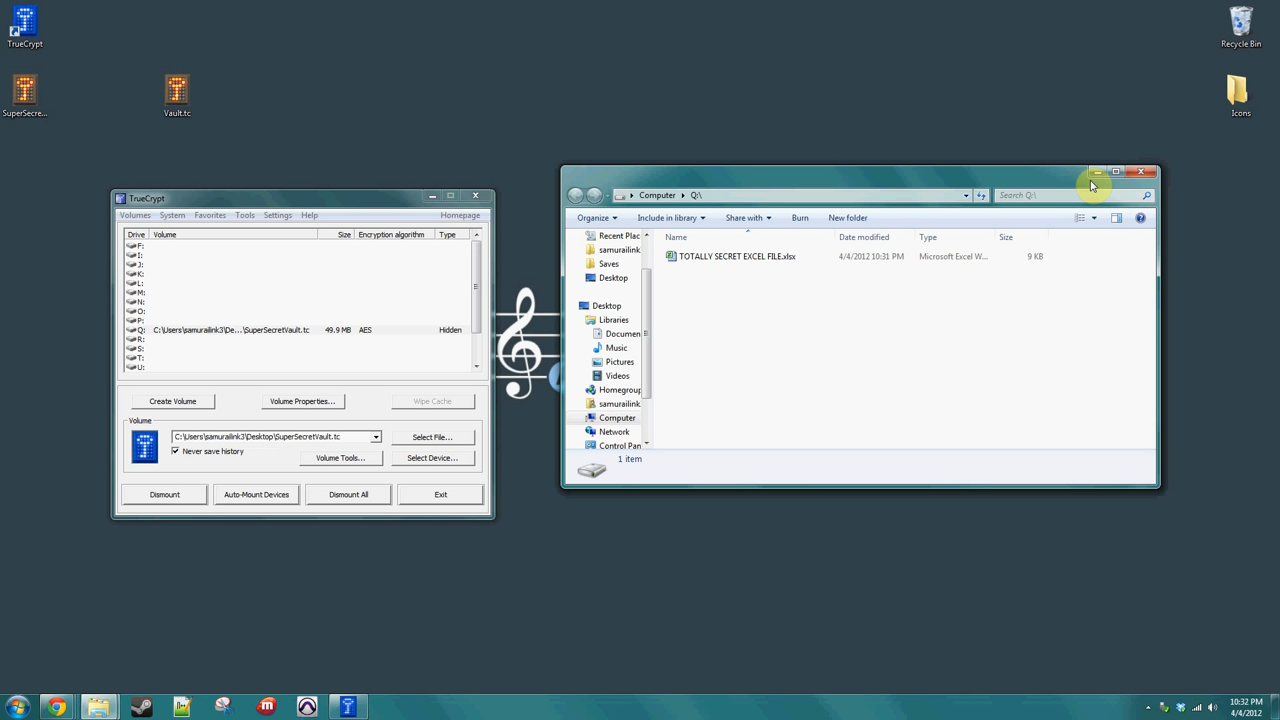 TrueCrypt
SuperSecre...
Vault.tc
Recycle Bin
Icons
TrueCrypt
Volumes System Favorites Tools Settings Help Homepage
Drive Volume Size Encryption algorithm Type
F:
I:
J:
K:
L:
M:
N:
O:
P:
Q: C:\Users\samurailink3\De...\SuperSecretVault.tc 49.9 MB AES Hidden
R:
S:
T:
U:
Create Volume Volume Properties... Wipe Cache
Volume
C:\Users\samurailink3\Desktop\SuperSecretVault.tc Select File...
Never save history Volume Tools... Select Device...
Dismount Auto-Mount Devices Dismount All Exit
Computer Q:\ Search Q:\
Organize Include in library Share with Burn New folder
Name Date modified Type Size
TOTALLY SECRET EXCEL FILE.xlsx 4/4/2012 10:31 PM Microsoft Excel W... 9 KB
Recent Plac
samurailink
Saves
Desktop
Desktop
Libraries
Documen
Music
Pictures
Videos
Homegroup
samurailink
Computer
Network
Control Pan
1 item
10:32 PM
4/4/2012